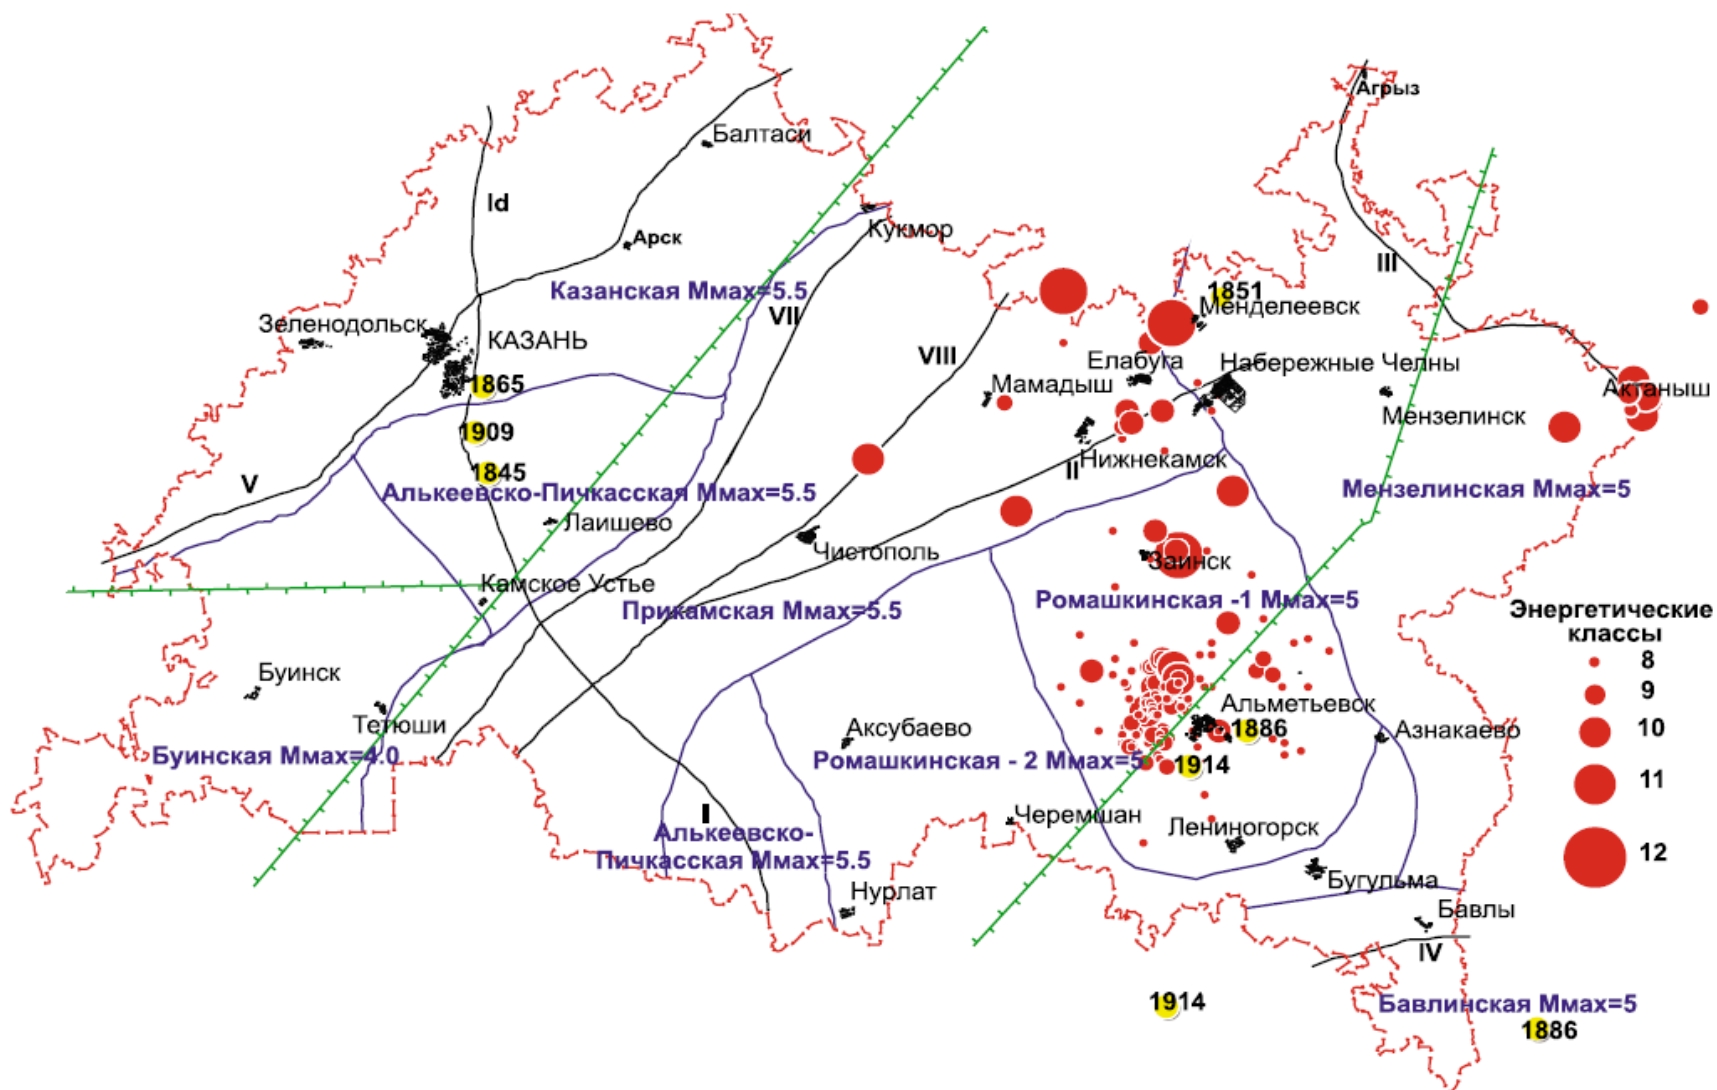 Агрыз
Балтаси
Id
Арск
Кукмор
III
Казанская Ммах=5.5
1851
Менделеевск
VII
Зеленодольск
КАЗАНЬ
VIII
Елабуга
Набережные Челны
1865
Мамадыш
Актаныш
Мензелинск
1909
1845
Нижнекамск
II
V
Алькеевско-Пичкасская Ммах=5.5
Мензелинская Ммах=5
Лаишево
Чистополь
Заинск
Камское Устье
Прикамская Ммах=5.5
Ромашкинская -1 Ммах=5
Энергетические
классы
8
9
10
11
12
Буинск
Тетюши
Альметьевск
Аксубаево
1886
Азнакаево
Буинская Ммах=4.0
Ромашкинская - 2 Ммах=5
1914
I
Черемшан
Лениногорск
Алькеевско-
Пичкасская Ммах=5.5
Нурлат
Бугульма
Бавлы
IV
1914
Бавлинская Ммах=5
1886